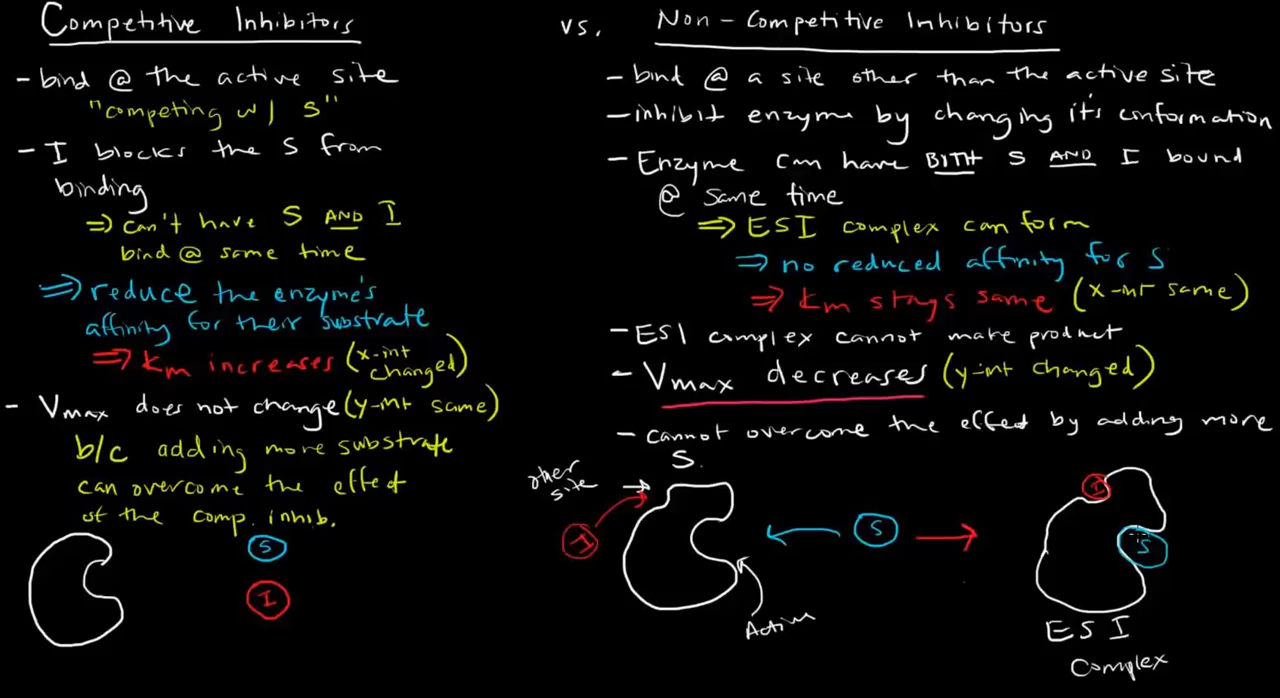 Competitive Inhibitors
- bind @ the active site
"competing w/ S"
- I blocks the S from
binding
⇒ can't have S AND I
bind @ same time
⇒ reduce the enzyme's
affinity for their substrate
⇒ Km increases (x-int
changed)
- Vmax does not change (y-int same)
b/c adding more substrate
can overcome the effect
of the comp. inhib.
S
I
vs.
Non-Competitive Inhibitors
- bind @ a site other than the active site
- inhibit enzyme by changing it's conformation
- Enzyme can have BOTH S AND I bound
@ same time
⇒ ESI complex can form
⇒ no reduced affinity for S
⇒ Km stays same (x-int same)
- ESI complex cannot make product
- Vmax decreases (y-int changed)
- cannot overcome the effect by adding more
S.
other
site
I
S
Active
I
S
ESI
Complex